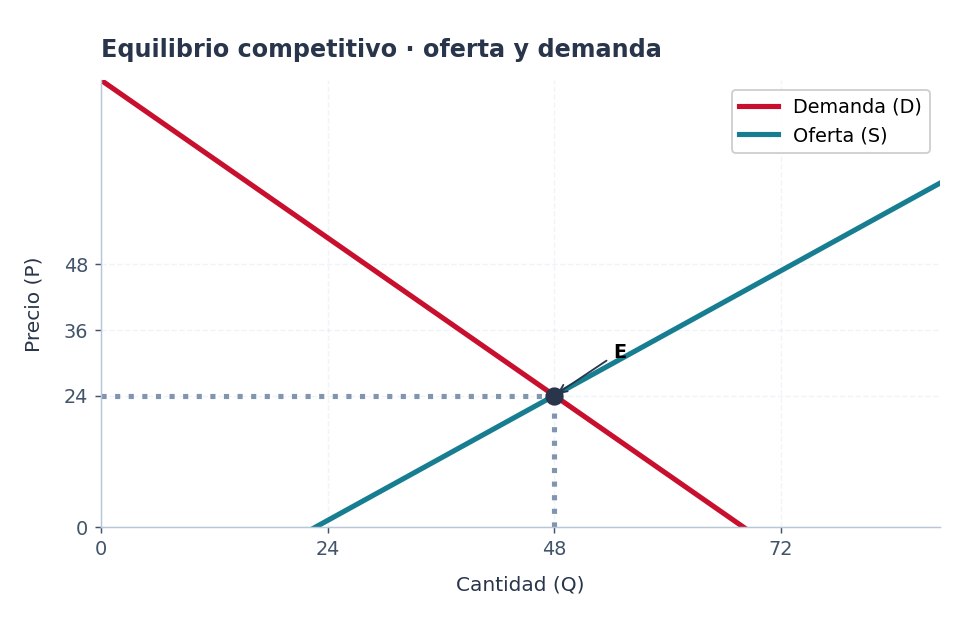 Equilibrio competitivo · oferta y demanda
Demanda (D)
Oferta (S)
Precio (P)
48
36
24
0
E
0
24
48
72
Cantidad (Q)